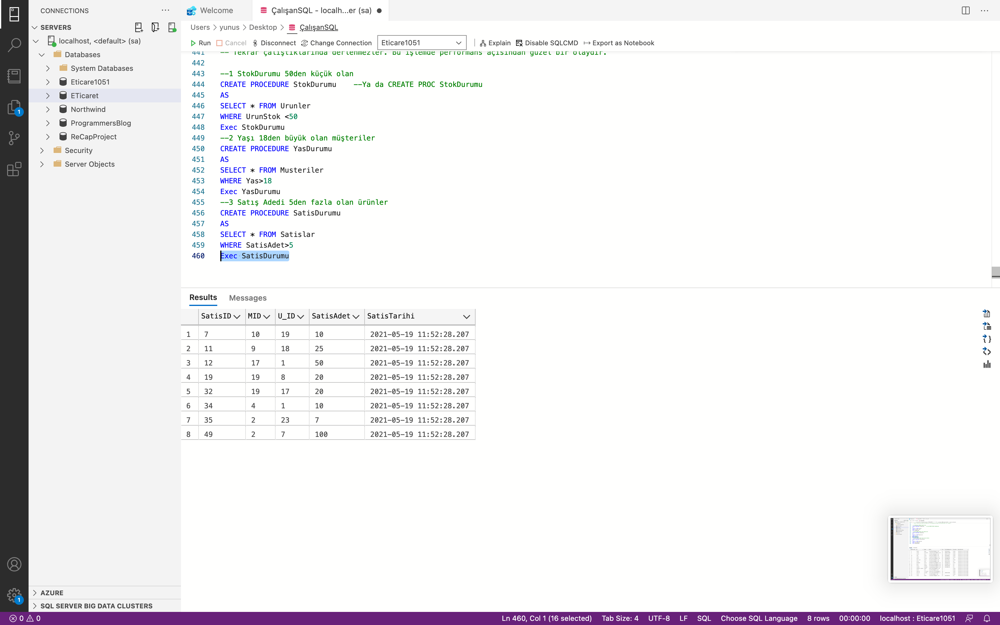 CONNECTIONS
SERVERS
localhost, <default> (sa)
Databases
System Databases
Eticare1051
ETicaret
Northwind
ProgrammersBlog
ReCapProject
Security
Server Objects
AZURE
SQL SERVER BIG DATA CLUSTERS
1
1
Welcome
ÇalışanSQL - localh...er (sa)
Users > yunus > Desktop > ÇalışanSQL
Run Cancel Disconnect Change Connection Eticare1051 Explain Disable SQLCMD Export as Notebook
441 -- Tekrar çalıştıklarında derlenmezler. Bu işlemde performans açısından güzel bir olaydır.
442
443 --1 StokDurumu 50den küçük olan
444 CREATE PROCEDURE StokDurumu --Ya da CREATE PROC StokDurumu
445 AS
446 SELECT * FROM Urunler
447 WHERE UrunStok <50
448 Exec StokDurumu
449 --2 Yaşı 18den büyük olan müşteriler
450 CREATE PROCEDURE YasDurumu
451 AS
452 SELECT * FROM Musteriler
453 WHERE Yas>18
454 Exec YasDurumu
455 --3 Satış Adedi 5den fazla olan ürünler
456 CREATE PROCEDURE SatisDurumu
457 AS
458 SELECT * FROM Satislar
459 WHERE SatisAdet>5
460 Exec SatisDurumu
Results Messages
SatisID MID U_ID SatisAdet SatisTarihi
1 7 10 19 10 2021-05-19 11:52:28.207
2 11 9 18 25 2021-05-19 11:52:28.207
3 12 17 1 50 2021-05-19 11:52:28.207
4 19 19 8 20 2021-05-19 11:52:28.207
5 32 19 17 20 2021-05-19 11:52:28.207
6 34 4 1 10 2021-05-19 11:52:28.207
7 35 2 23 7 2021-05-19 11:52:28.207
8 49 2 7 100 2021-05-19 11:52:28.207
0 0 Ln 460, Col 1 (16 selected) Tab Size: 4 UTF-8 LF SQL Choose SQL Language 8 rows 00:00:00 localhost : Eticare1051